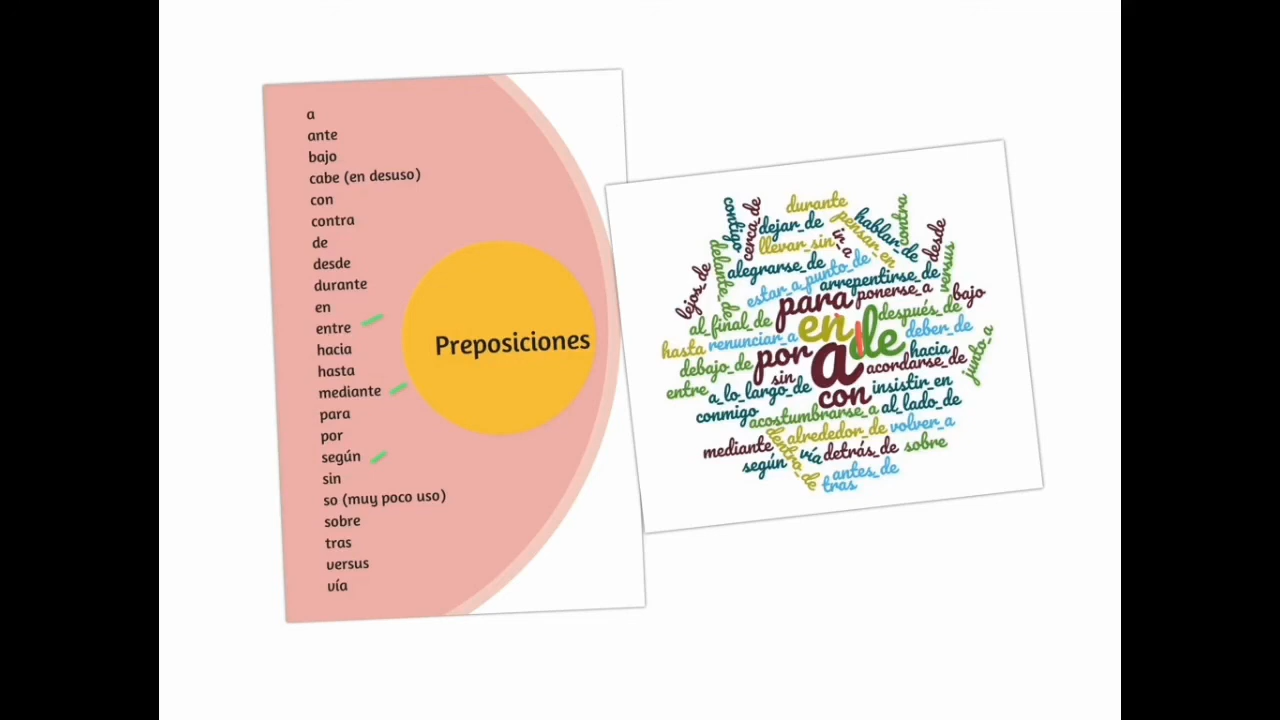 a
ante
bajo
cabe (en desuso)
con
contra
de
desde
durante
en
entre
hacia
hasta
mediante
para
por
según
sin
so (muy poco uso)
sobre
tras
versus
vía
Preposiciones
contigo
cerca_de
durante
dejar_de
pensar_en
hablar_de
contra
llevar_sin
ir_a
desde
delante_de
alegrarse_de
versus
lejos_de
estar_a_punto_de
arrepentirse_de
para
ponerse_a
bajo
al_final_de
en
de
después_de
hasta
renunciar_a
deber_de
debajo_de
por
a
hacia
junto_a
sin
acordarse_de
entre
a_lo_largo_de
con
insistir_en
conmigo
acostumbrarse_a
al_lado_de
mediante
dentro_de
alrededor_de
volver_a
según
vía
detrás_de
sobre
antes_de
tras